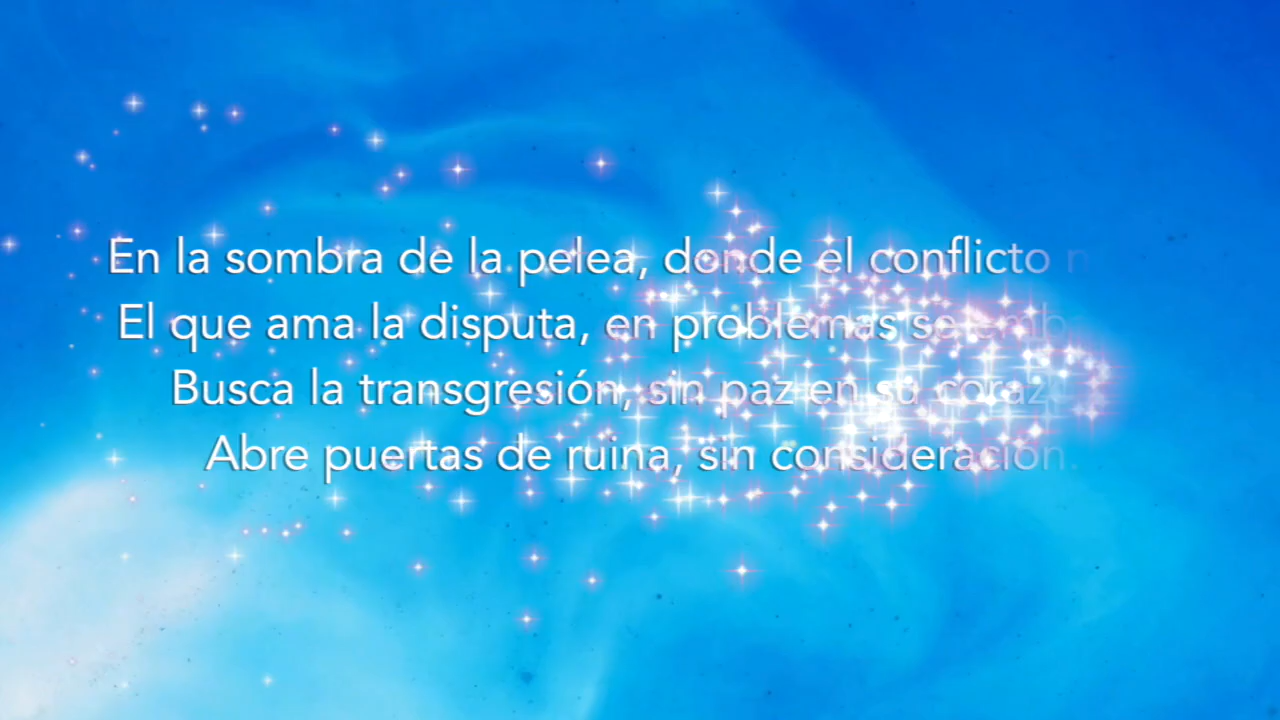 En la sombra de la pelea, donde el conflicto
El que ama la disputa, en problemas se
Busca la transgresión, sin paz en su
Abre puertas de ruina, sin consideración.